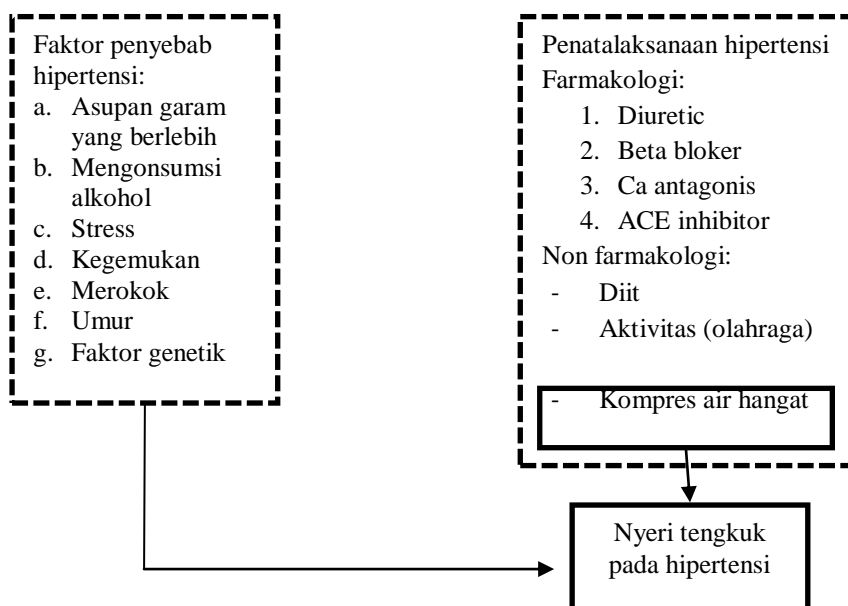 Faktor penyebab
hipertensi:
a. Asupan garam
yang berlebih
b. Mengonsumsi
alkohol
c. Stress
d. Kegemukan
e. Merokok
f. Umur
g. Faktor genetik
Penatalaksanaan hipertensi
Farmakologi:
1. Diuretic
2. Beta bloker
3. Ca antagonis
4. ACE inhibitor
Non farmakologi:
- Diit
- Aktivitas (olahraga)
- Kompres air hangat
Nyeri tengkuk
pada hipertensi